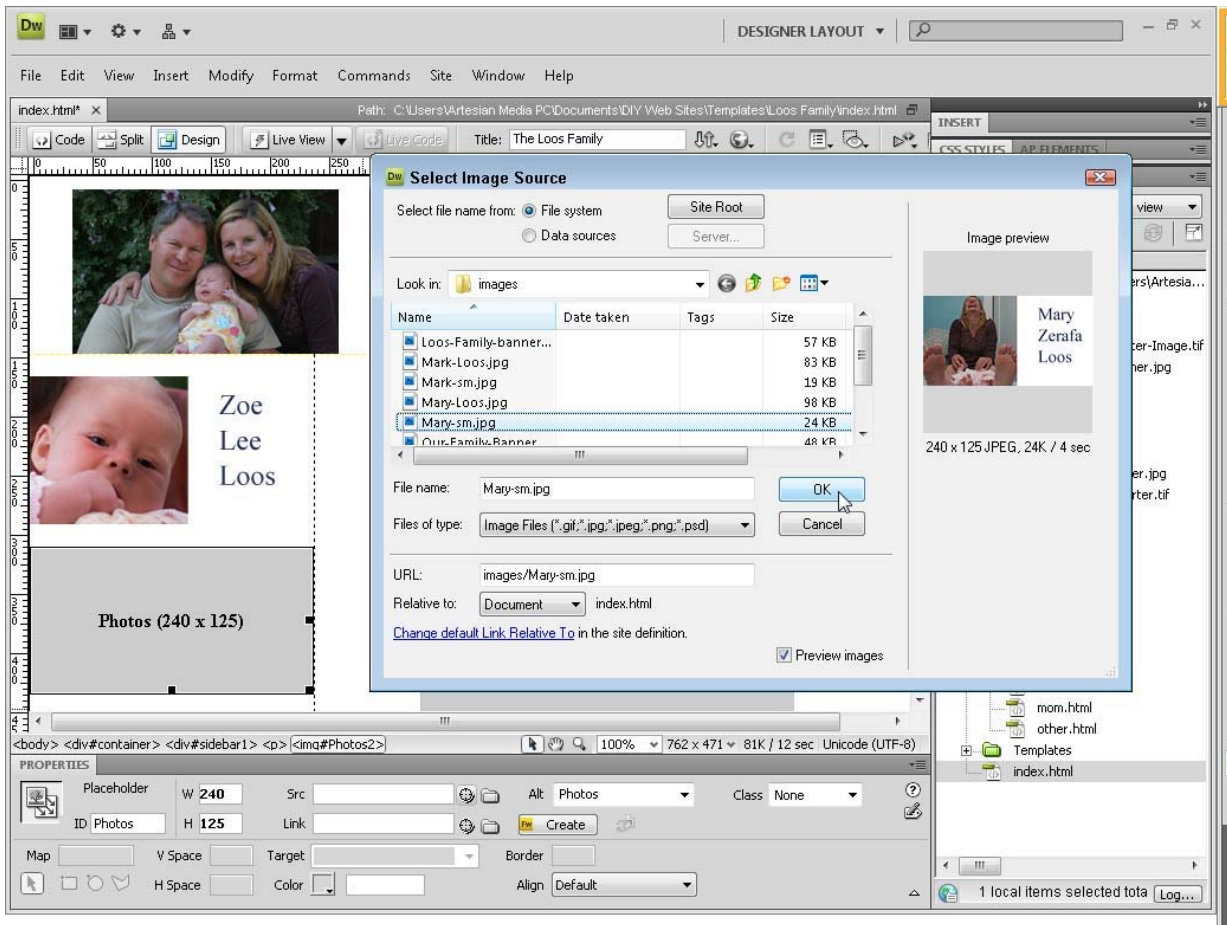 Dw DESIGNER LAYOUT
File Edit View Insert Modify Format Commands Site Window Help
index.html* Path: C:\Users\Artesian Media PC\Documents\DIY Web Sites\Templates\Loos Family\index.html
Code Split Design Live View Live Code Title: The Loos Family
0 50 100 150 200 250
INSERT
CSS STYLES AP ELEMENTS
Dw Select Image Source
Select file name from: File system Site Root
Data sources Server...
Look in: images
Name Date taken Tags Size
Loos-Family-banner... 57 KB
Mark-Loos.jpg 83 KB
Mark-sm.jpg 19 KB
Mary-Loos.jpg 98 KB
Mary-sm.jpg 24 KB
Our-Family-Banner 48 KB
File name: Mary-sm.jpg OK
Files of type: Image Files (*.gif;*.jpg;*.jpeg;*.png;*.psd) Cancel
URL: images/Mary-sm.jpg
Relative to: Document index.html
Change default Link Relative To in the site definition.
Preview images
Image preview
Mary
Zerafa
Loos
240 x 125 JPEG, 24K / 4 sec
Zoe
Lee
Loos
Photos (240 x 125)
view
ers\Artesia...
ter-Image.tif
ner.jpg
er.jpg
rter.tif
mom.html
other.html
Templates
index.html
<body> <div#container> <div#sidebar1> <p> <img#Photos2> 100% 762 x 471 81K / 12 sec Unicode (UTF-8)
PROPERTIES
Placeholder W 240 Src Alt Photos Class None
ID Photos H 125 Link Fw Create
Map V Space Target Border
H Space Color Align Default
1 local items selected tota Log...